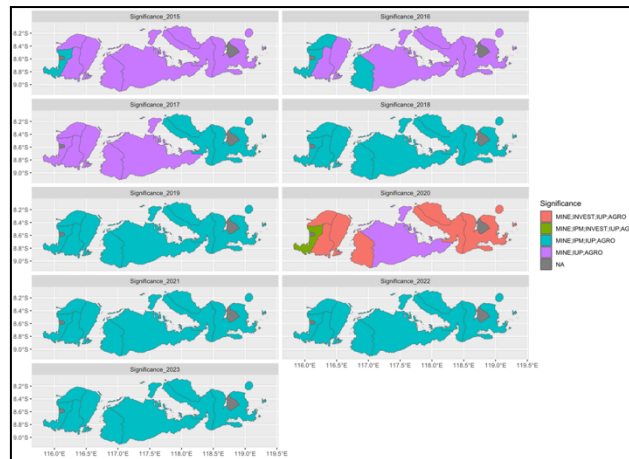 Significance_2015 Significance_2016
8.2°S
8.4°S
8.6°S
8.8°S
9.0°S
Significance_2017 Significance_2018
8.2°S
8.4°S
8.6°S
8.8°S
9.0°S
Significance_2019 Significance_2020
8.2°S
8.4°S
8.6°S
8.8°S
9.0°S
Significance_2021 Significance_2022
8.2°S
8.4°S
8.6°S
8.8°S
9.0°S
116.0°E 116.5°E 117.0°E 117.5°E 118.0°E 118.5°E 119.0°E 119.5°E
Significance_2023
8.2°S
8.4°S
8.6°S
8.8°S
9.0°S
116.0°E 116.5°E 117.0°E 117.5°E 118.0°E 118.5°E 119.0°E 119.5°E
Significance
MINE;INVEST;IUP;AGRO
MINE;IPM;INVEST;IUP;AG
MINE;IPM;IUP;AGRO
MINE;IUP;AGRO
NA